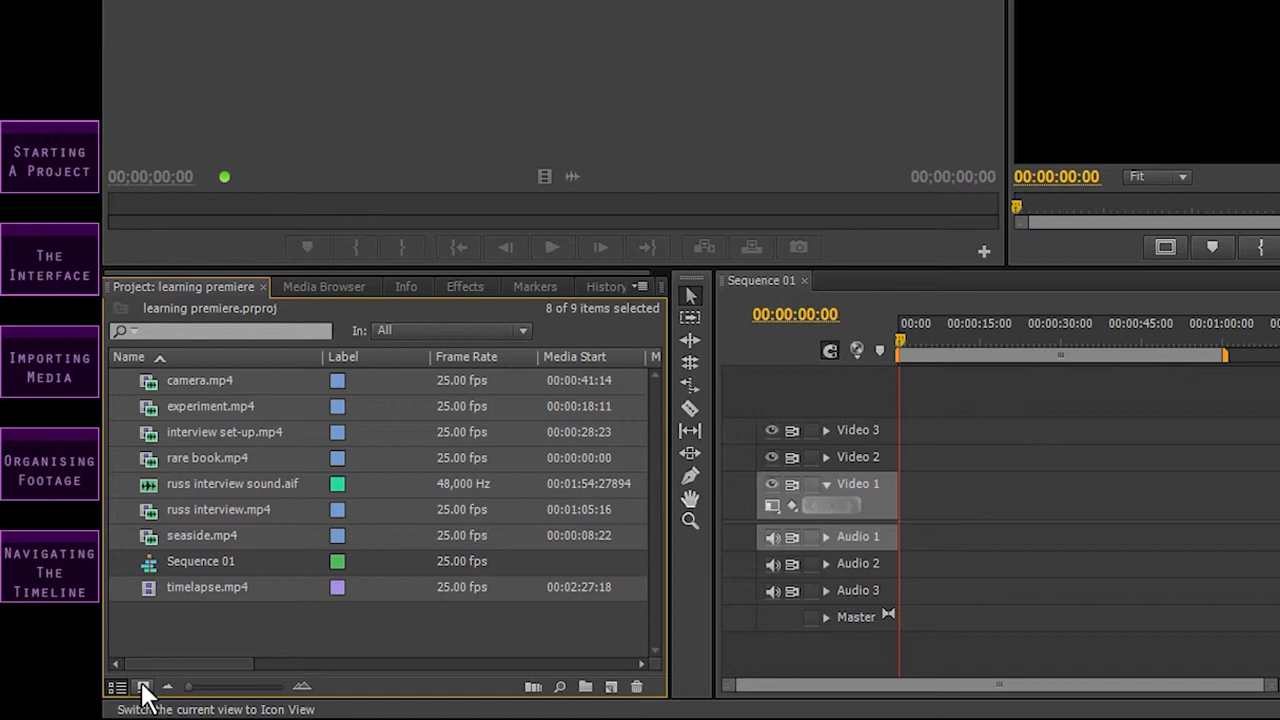 STARTING
A PROJECT
THE
INTERFACE
IMPORTING
MEDIA
ORGANISING
FOOTAGE
NAVIGATING
THE
TIMELINE
00;00;00;00
00;00;00;00
00:00:00:00
Fit
Project: learning premiere
Media Browser
Info
Effects
Markers
History
learning premiere.prproj
8 of 9 items selected
In:
All
Name
Label
Frame Rate
Media Start
M
camera.mp4
25.00 fps
00:00:41:14
experiment.mp4
25.00 fps
00:00:18:11
interview set-up.mp4
25.00 fps
00:00:28:23
rare book.mp4
25.00 fps
00:00:00:00
russ interview sound.aif
48,000 Hz
00:01:54:27894
russ interview.mp4
25.00 fps
00:01:05:16
seaside.mp4
25.00 fps
00:00:08:22
Sequence 01
25.00 fps
timelapse.mp4
25.00 fps
00:02:27:18
Switch the current view to Icon View
Sequence 01
00:00:00:00
00:00
00:00:15:00
00:00:30:00
00:00:45:00
00:01:00:00
00:
Video 3
Video 2
Video 1
Audio 1
Audio 2
Audio 3
Master